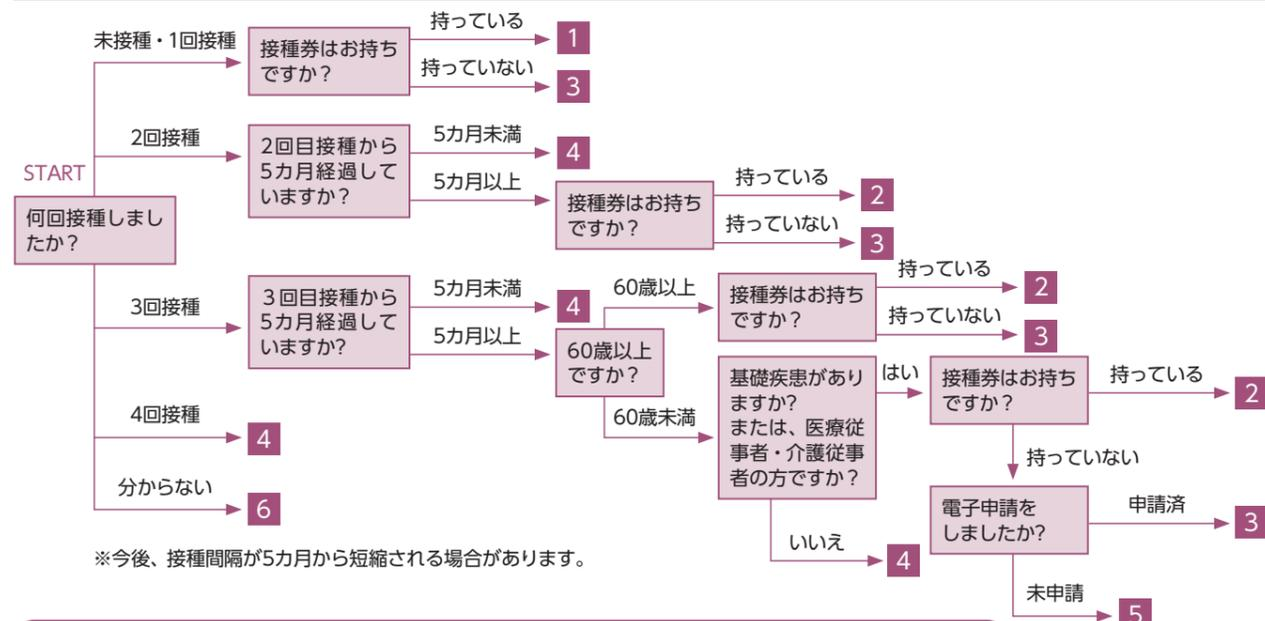 START
何回接種しまし
たか？
未接種・1回接種
接種券はお持ち
ですか？
持っている
1
持っていない
3
2回接種
2回目接種から
5カ月経過して
いますか？
5カ月未満
4
5カ月以上
接種券はお持ち
ですか？
持っている
2
持っていない
3
3回接種
３回目接種から
5カ月経過して
いますか?
5カ月未満
4
5カ月以上
60歳以上
ですか？
60歳以上
接種券はお持ち
ですか？
持っている
2
持っていない
3
60歳未満
基礎疾患があり
ますか?
または、医療従
事者・介護従事
者の方ですか？
はい
接種券はお持ち
ですか？
持っている
2
持っていない
電子申請を
しましたか?
申請済
3
未申請
5
いいえ
4
4回接種
4
分からない
6
※今後、接種間隔が5カ月から短縮される場合があります。